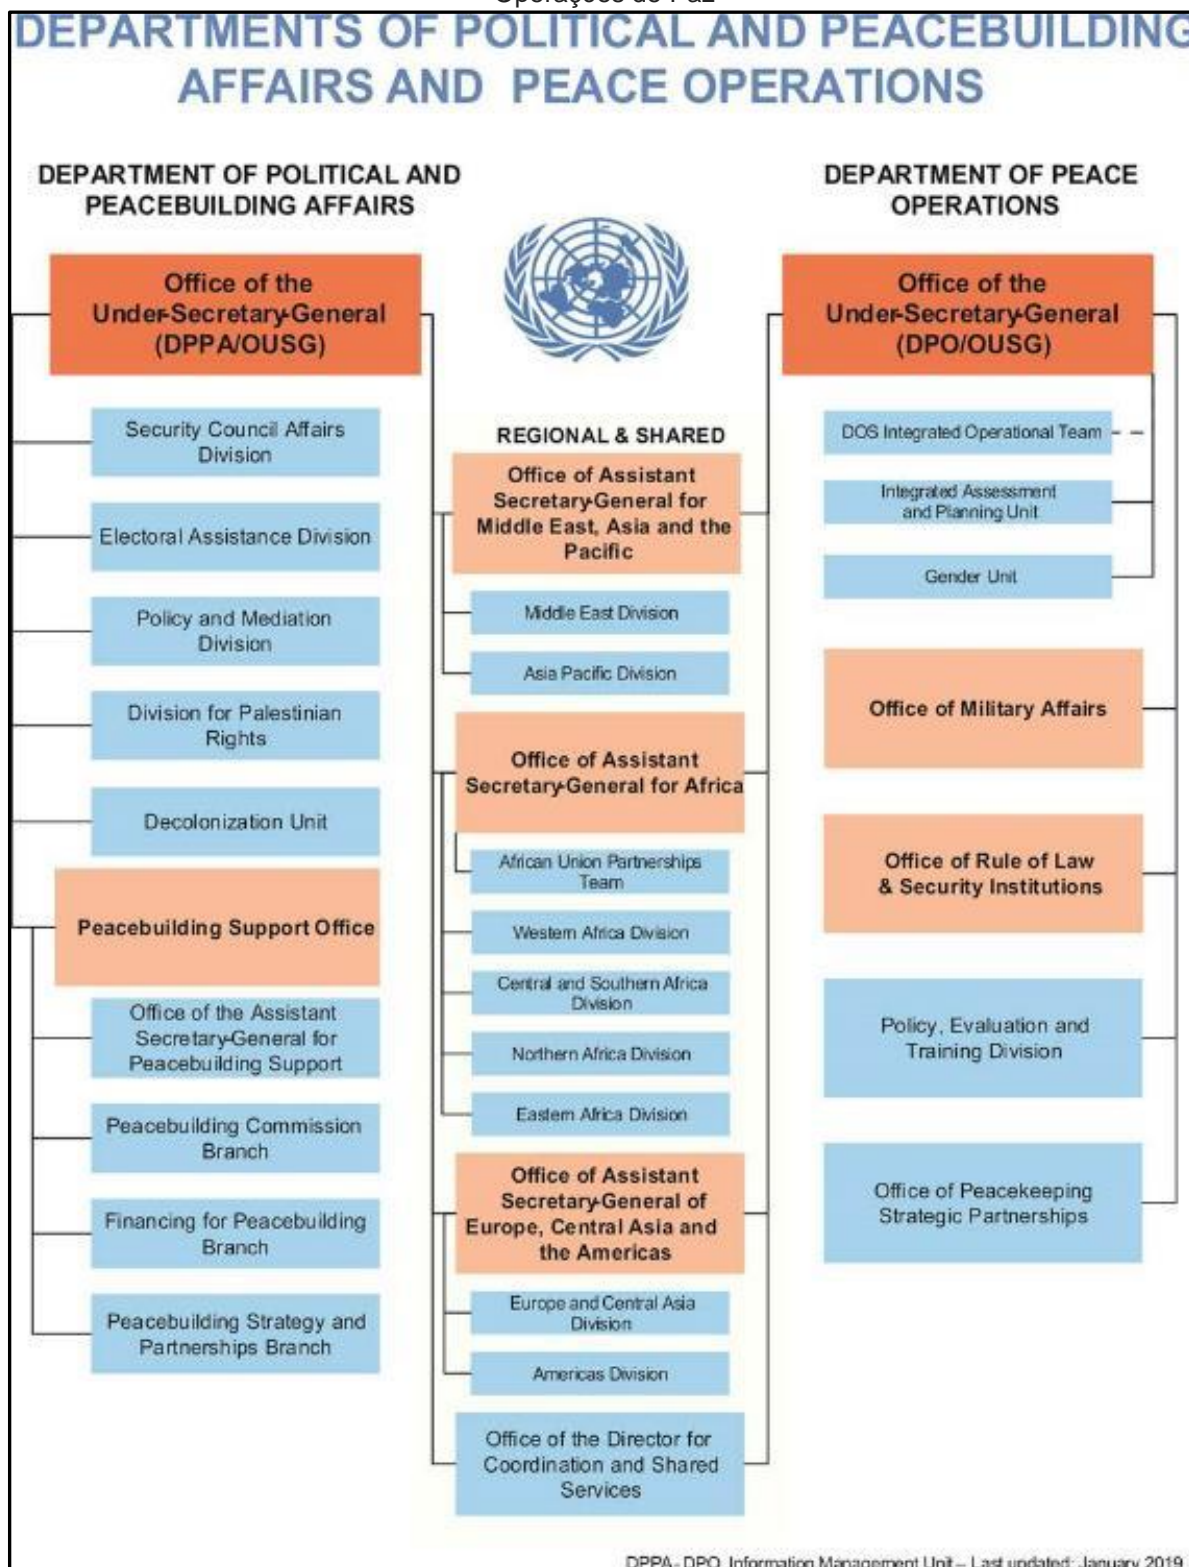 Operações de Paz
DEPARTMENTS OF POLITICAL AND PEACEBUILDING
AFFAIRS AND PEACE OPERATIONS
DEPARTMENT OF POLITICAL AND
PEACEBUILDING AFFAIRS
Office of the
Under-Secretary-General
(DPPA/OUSG)
Security Council Affairs
Division
Electoral Assistance Division
Policy and Mediation
Division
Division for Palestinian
Rights
Decolonization Unit
Peacebuilding Support Office
Office of the Assistant
Secretary-General for
Peacebuilding Support
Peacebuilding Commission
Branch
Financing for Peacebuilding
Branch
Peacebuilding Strategy and
Partnerships Branch
REGIONAL & SHARED
Office of Assistant
Secretary-General for
Middle East, Asia and the
Pacific
Middle East Division
Asia Pacific Division
Office of Assistant
Secretary-General for Africa
African Union Partnerships
Team
Western Africa Division
Central and Southern Africa
Division
Northern Africa Division
Eastern Africa Division
Office of Assistant
Secretary-General of
Europe, Central Asia and
the Americas
Europe and Central Asia
Division
Americas Division
Office of the Director for
Coordination and Shared
Services
DEPARTMENT OF PEACE
OPERATIONS
Office of the
Under-Secretary-General
(DPO/OUSG)
DOS Integrated Operational Team
Integrated Assessment
and Planning Unit
Gender Unit
Office of Military Affairs
Office of Rule of Law
& Security Institutions
Policy, Evaluation and
Training Division
Office of Peacekeeping
Strategic Partnerships
DPPA- DPO Information Management Unit – Last updated: January 2019